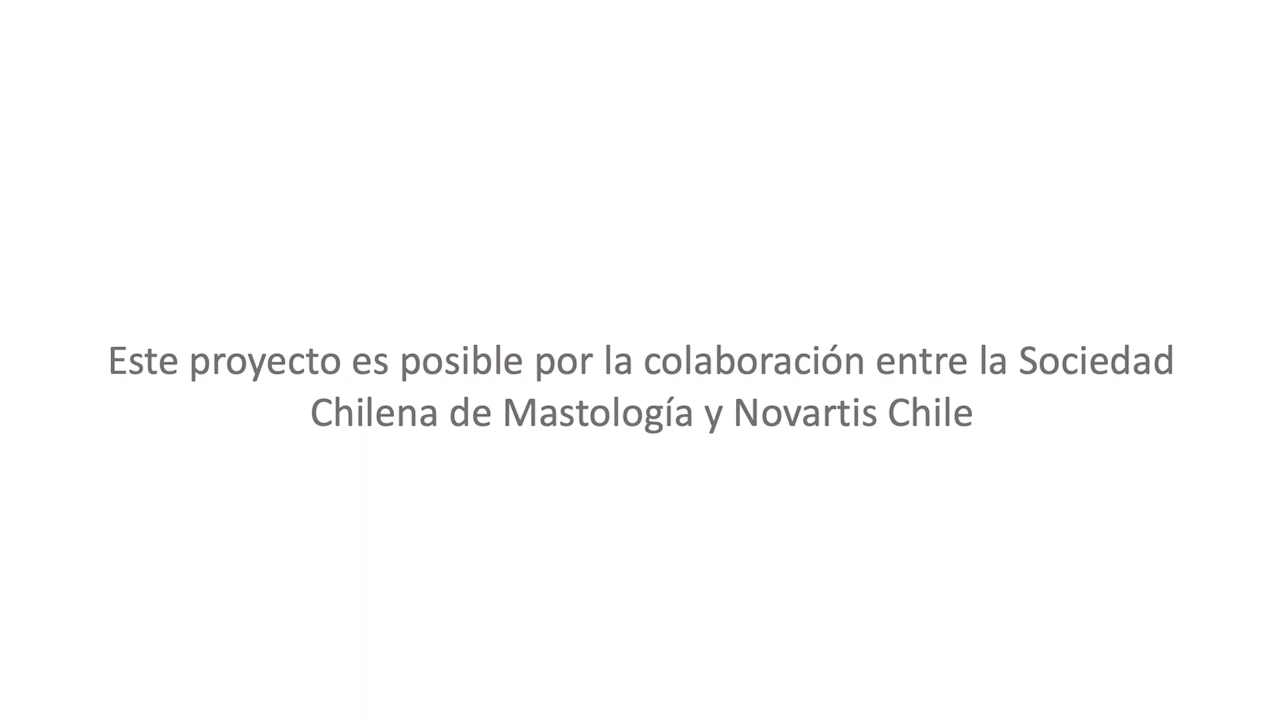 Este proyecto es posible por la colaboración entre la Sociedad
Chilena de Mastología y Novartis Chile